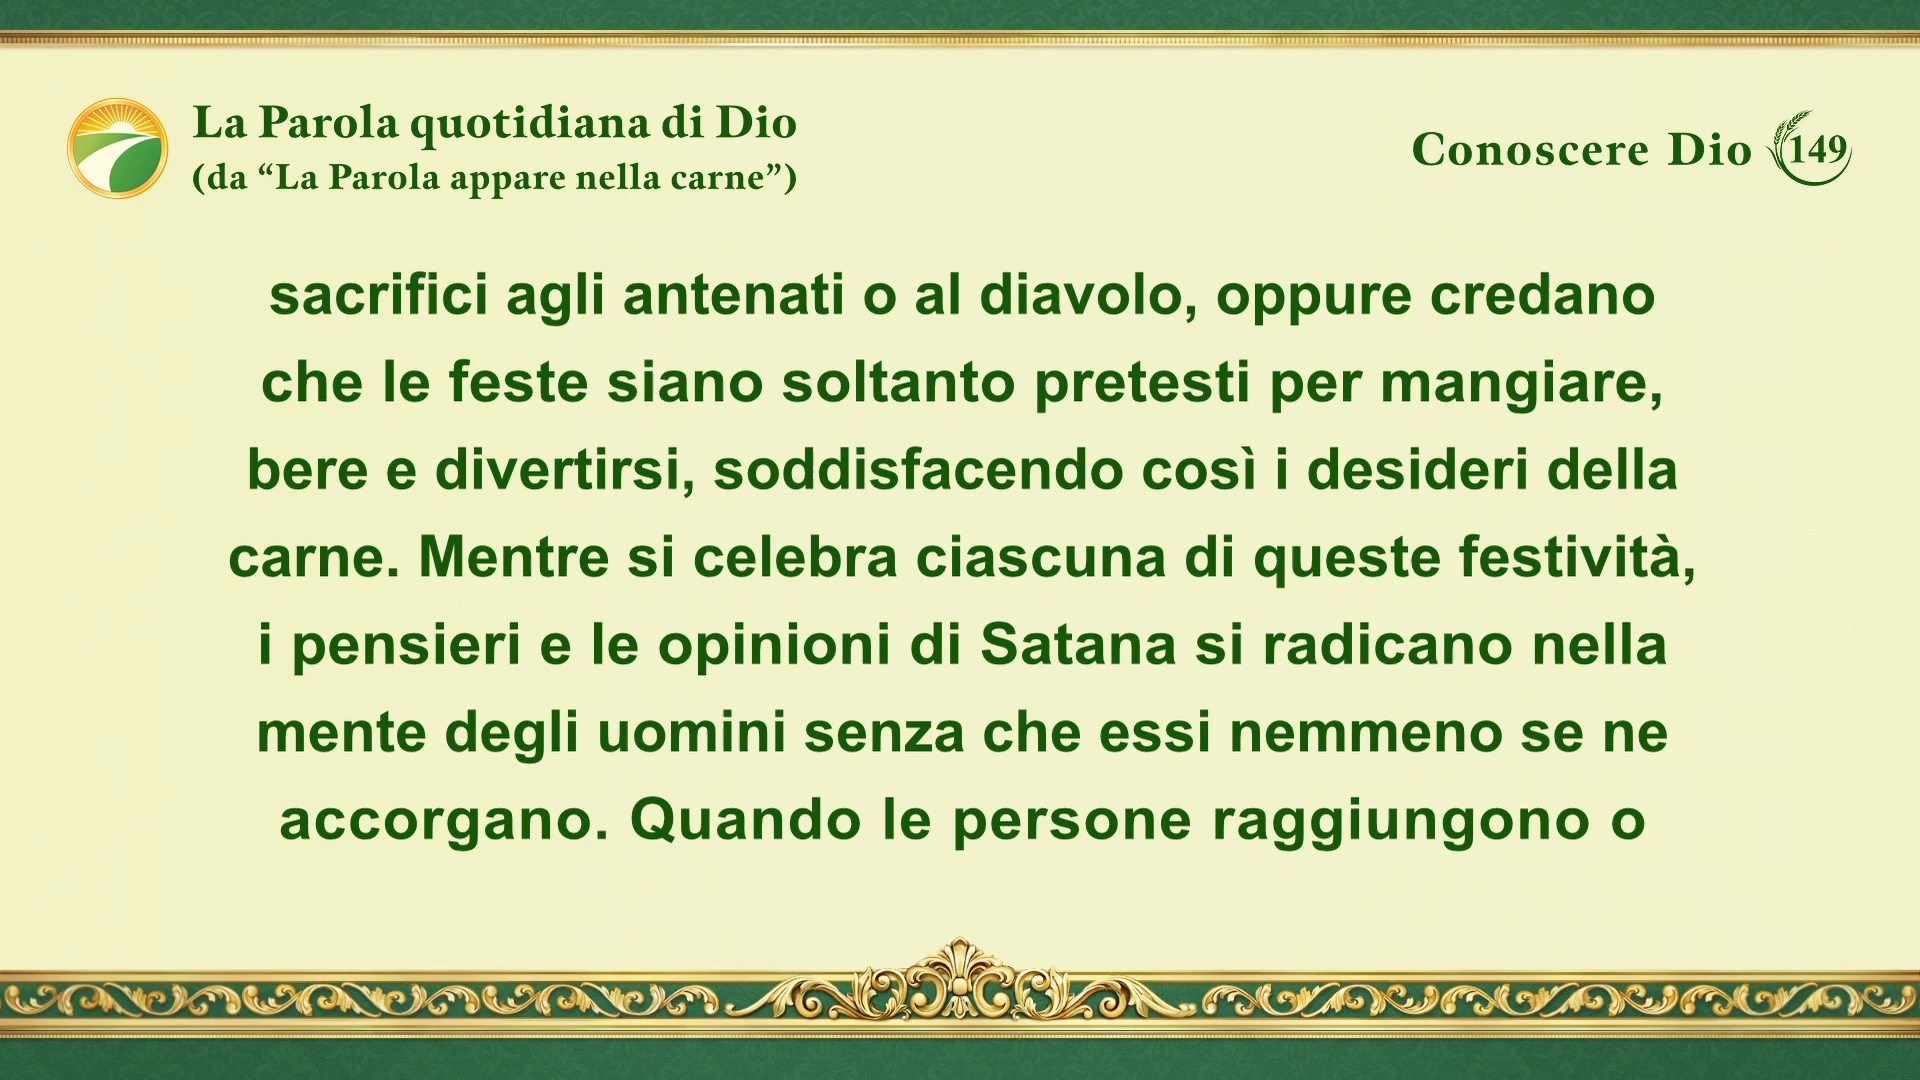 La Parola quotidiana di Dio
(da “La Parola appare nella carne”)
Conoscere Dio 149
sacrifici agli antenati o al diavolo, oppure credano
che le feste siano soltanto pretesti per mangiare,
bere e divertirsi, soddisfacendo così i desideri della
carne. Mentre si celebra ciascuna di queste festività,
i pensieri e le opinioni di Satana si radicano nella
mente degli uomini senza che essi nemmeno se ne
accorgano. Quando le persone raggiungono o